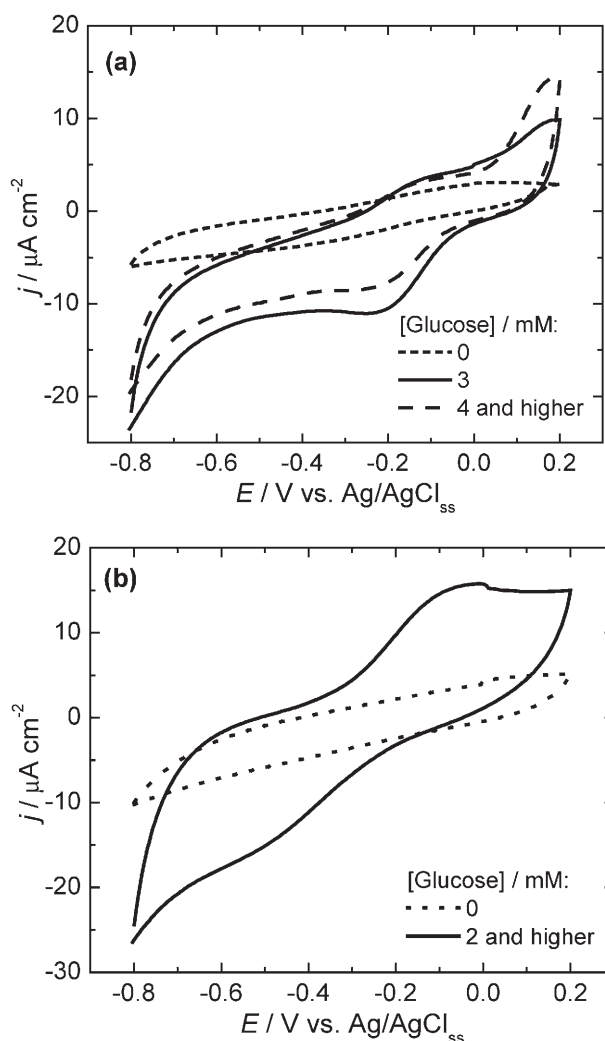 (a)
20
10
0
-10
-20
j / μA cm⁻²
[Glucose] / mM:
0
3
4 and higher
-0.8 -0.6 -0.4 -0.2 0.0 0.2
E / V vs. Ag/AgCl_ss
(b)
20
10
0
-10
-20
-30
j / μA cm⁻²
[Glucose] / mM:
0
2 and higher
-0.8 -0.6 -0.4 -0.2 0.0 0.2
E / V vs. Ag/AgCl_ss